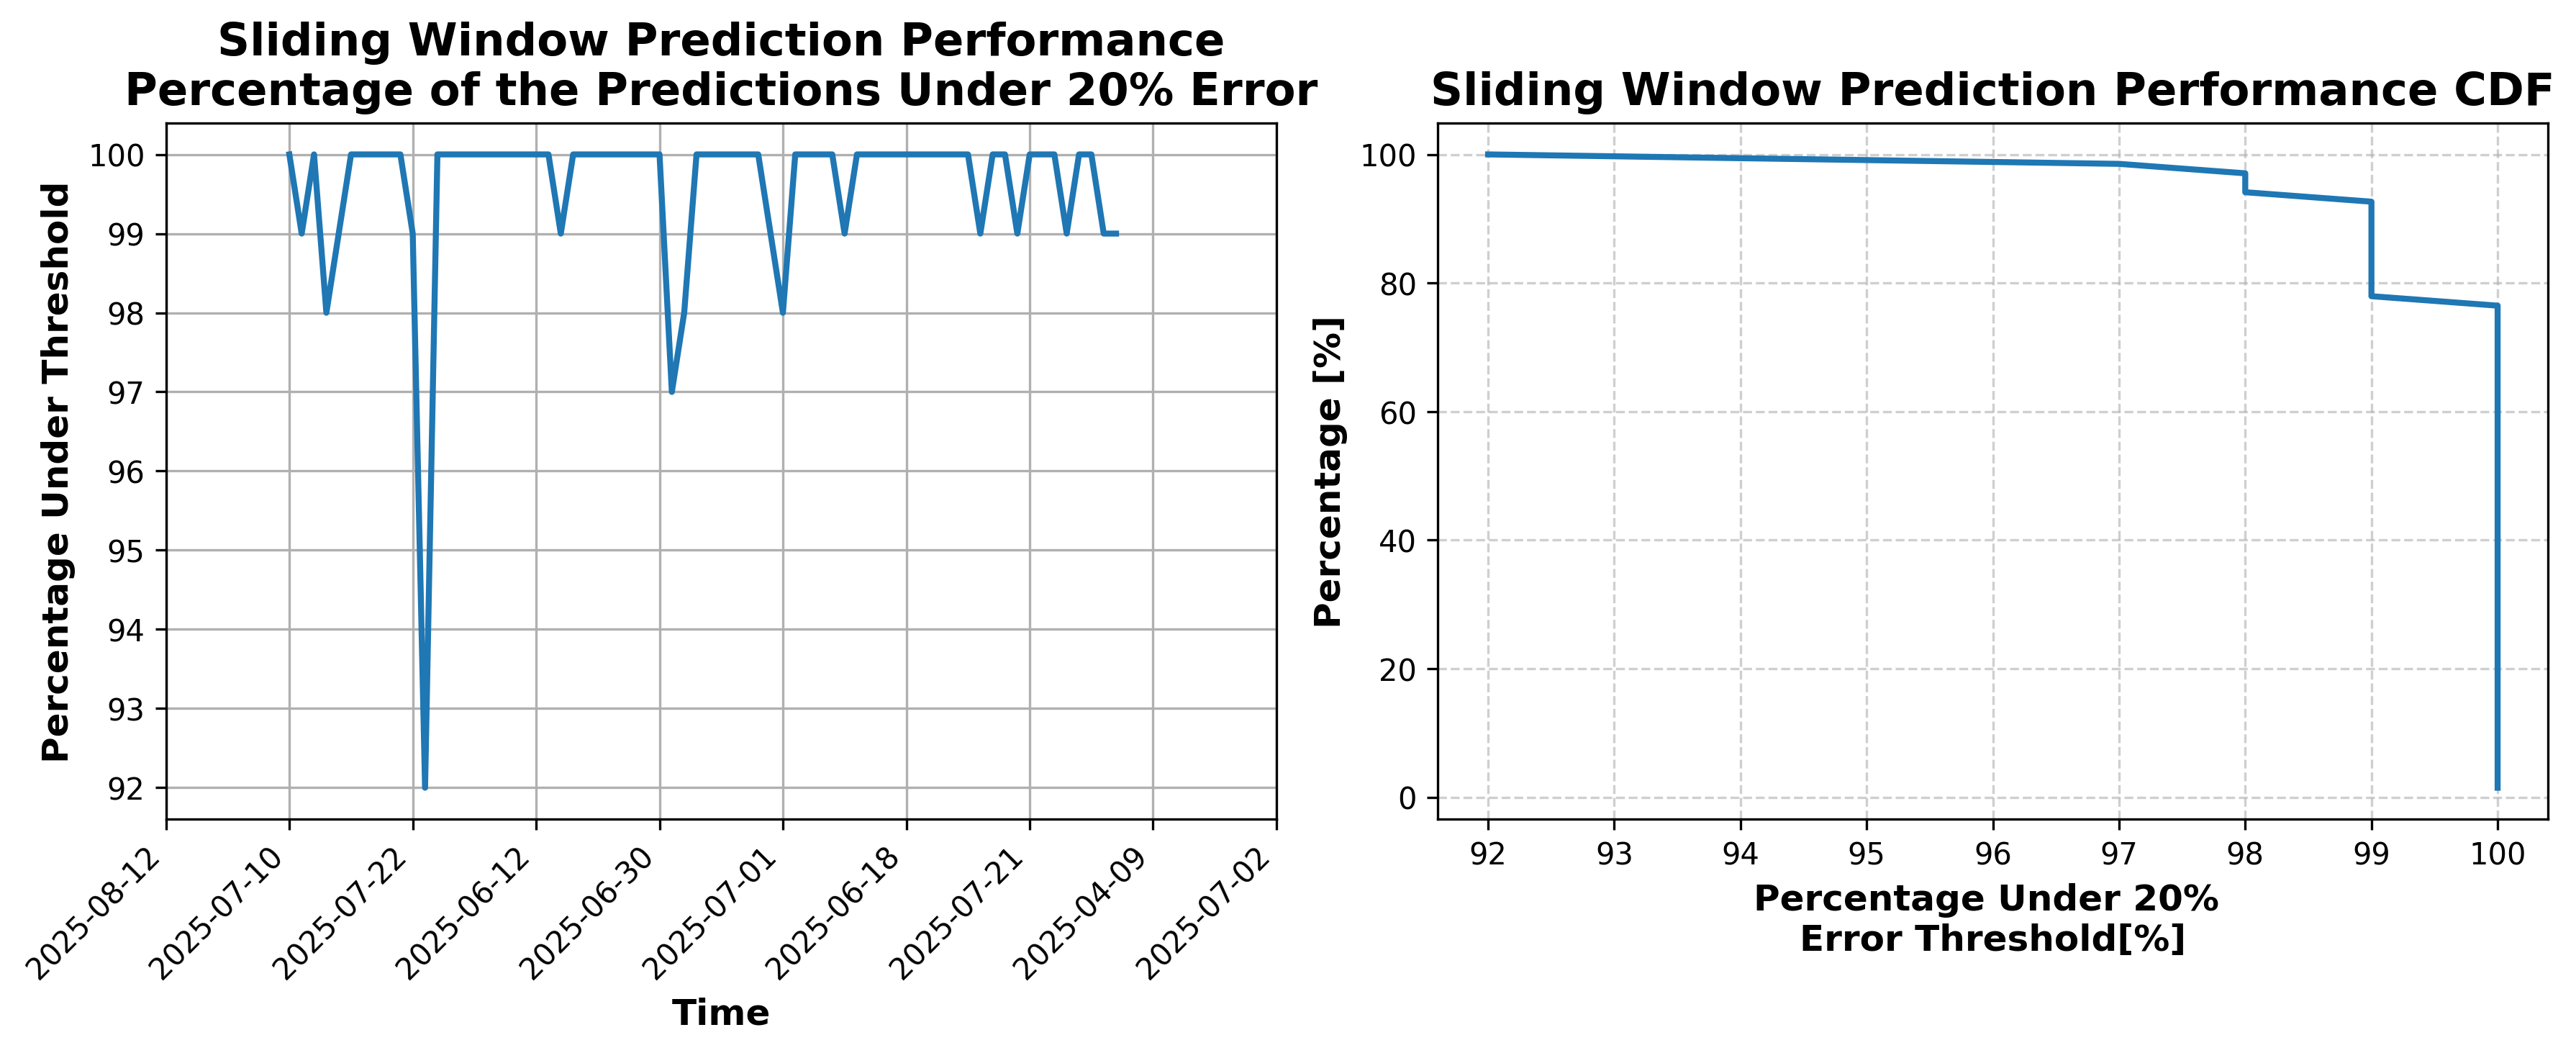 Sliding Window Prediction Performance
Percentage of the Predictions Under 20% Error
Percentage Under Threshold
100
99
98
97
96
95
94
93
92
2025-08-12
2025-07-10
2025-07-22
2025-06-12
2025-06-30
2025-07-01
2025-06-18
2025-07-21
2025-04-09
2025-07-02
Time
Sliding Window Prediction Performance CDF
Percentage [%]
100
80
60
40
20
0
92 93 94 95 96 97 98 99 100
Percentage Under 20%
Error Threshold[%]